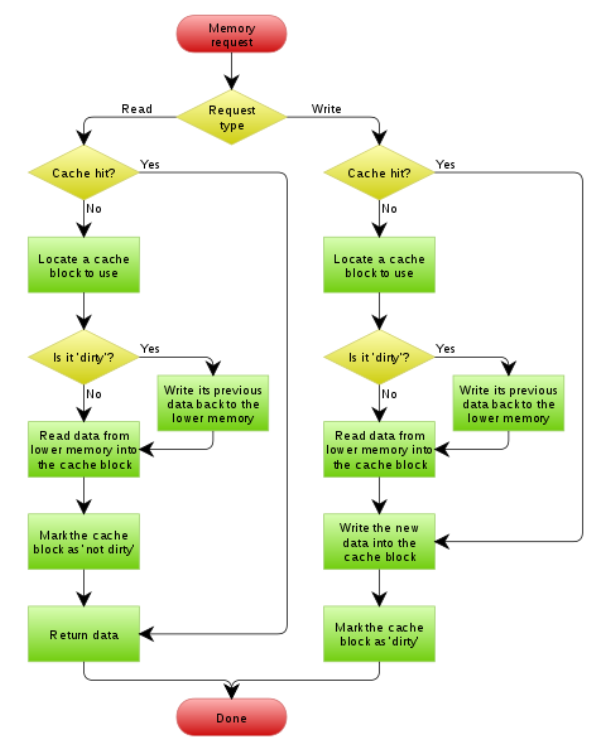 Memory
request
Read
Request
type
Write
Cache hit?
Yes
No
Locate a cache
block to use
Is it 'dirty'?
Yes
No
Write its previous
data back to the
lower memory
Read data from
lower memory into
the cache block
Mark the cache
block as 'not dirty'
Return data
Cache hit?
Yes
No
Locate a cache
block to use
Is it 'dirty'?
Yes
No
Write its previous
data back to the
lower memory
Read data from
lower memory into
the cache block
Write the new
data into the
cache block
Mark the cache
block as 'dirty'
Done